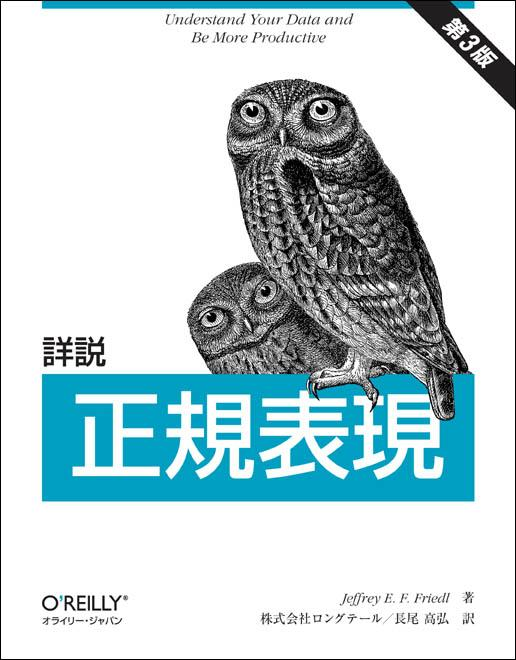 Understand Your Data and
Be More Productive
第3版
詳説
正規表現
Jeffrey E. F. Friedl 著
株式会社ロングテール/長尾 高弘 訳
O'REILLY®
オライリー・ジャパン